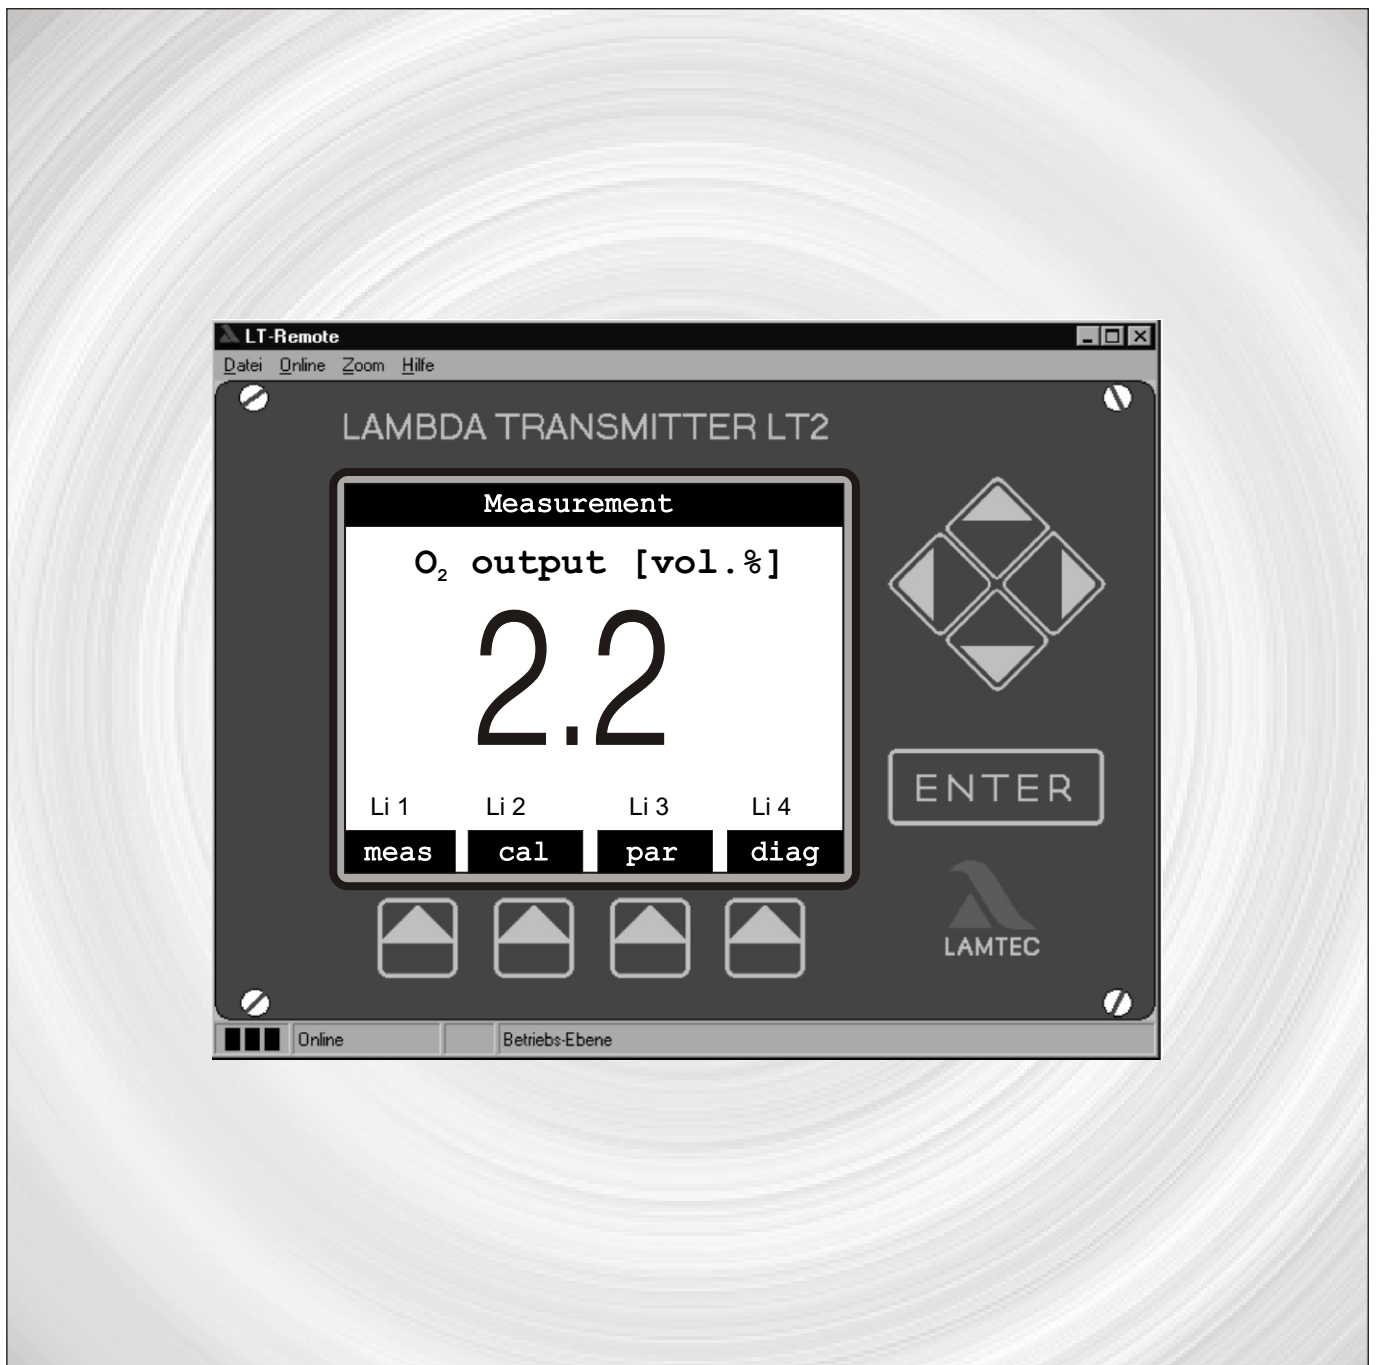 LT-Remote
Datei Online Zoom Hilfe
LAMBDA TRANSMITTER LT2
Measurement
O₂ output [vol.%]
2.2
Li 1 Li 2 Li 3 Li 4
meas cal par diag
ENTER
LAMTEC
Online Betriebs-Ebene